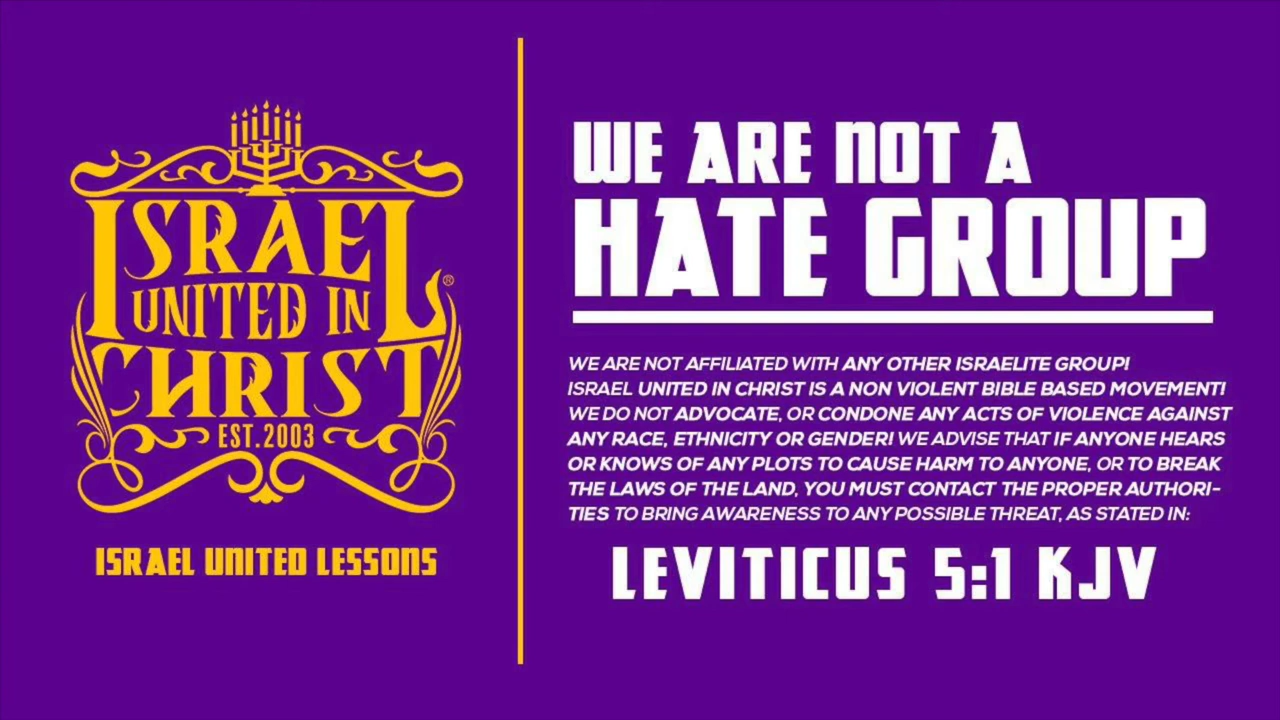 ISRAEL
UNITED IN
CHRIST
®
EST.2003
ISRAEL UNITED LESSONS
WE ARE NOT A
HATE GROUP
WE ARE NOT AFFILIATED WITH ANY OTHER ISRAELITE GROUP!
ISRAEL UNITED IN CHRIST IS A NON VIOLENT BIBLE BASED MOVEMENT!
WE DO NOT ADVOCATE, OR CONDONE ANY ACTS OF VIOLENCE AGAINST
ANY RACE, ETHNICITY OR GENDER! WE ADVISE THAT IF ANYONE HEARS
OR KNOWS OF ANY PLOTS TO CAUSE HARM TO ANYONE, OR TO BREAK
THE LAWS OF THE LAND, YOU MUST CONTACT THE PROPER AUTHORI-
TIES TO BRING AWARENESS TO ANY POSSIBLE THREAT, AS STATED IN:
LEVITICUS 5:1 KJV